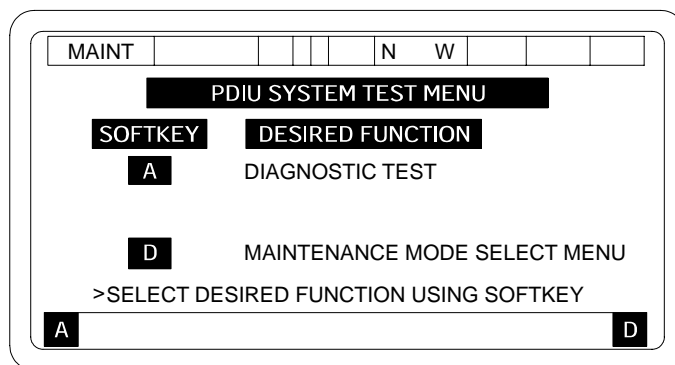 MAINT N W
PDIU SYSTEM TEST MENU
SOFTKEY DESIRED FUNCTION
A DIAGNOSTIC TEST
D MAINTENANCE MODE SELECT MENU
>SELECT DESIRED FUNCTION USING SOFTKEY
A D